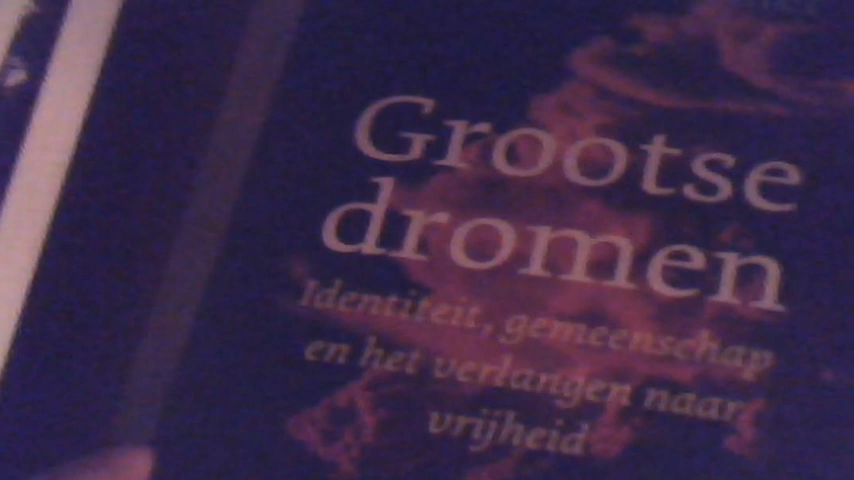 Grootse
dromen
Identiteit, gemeenschap
en het verlangen naar
vrijheid